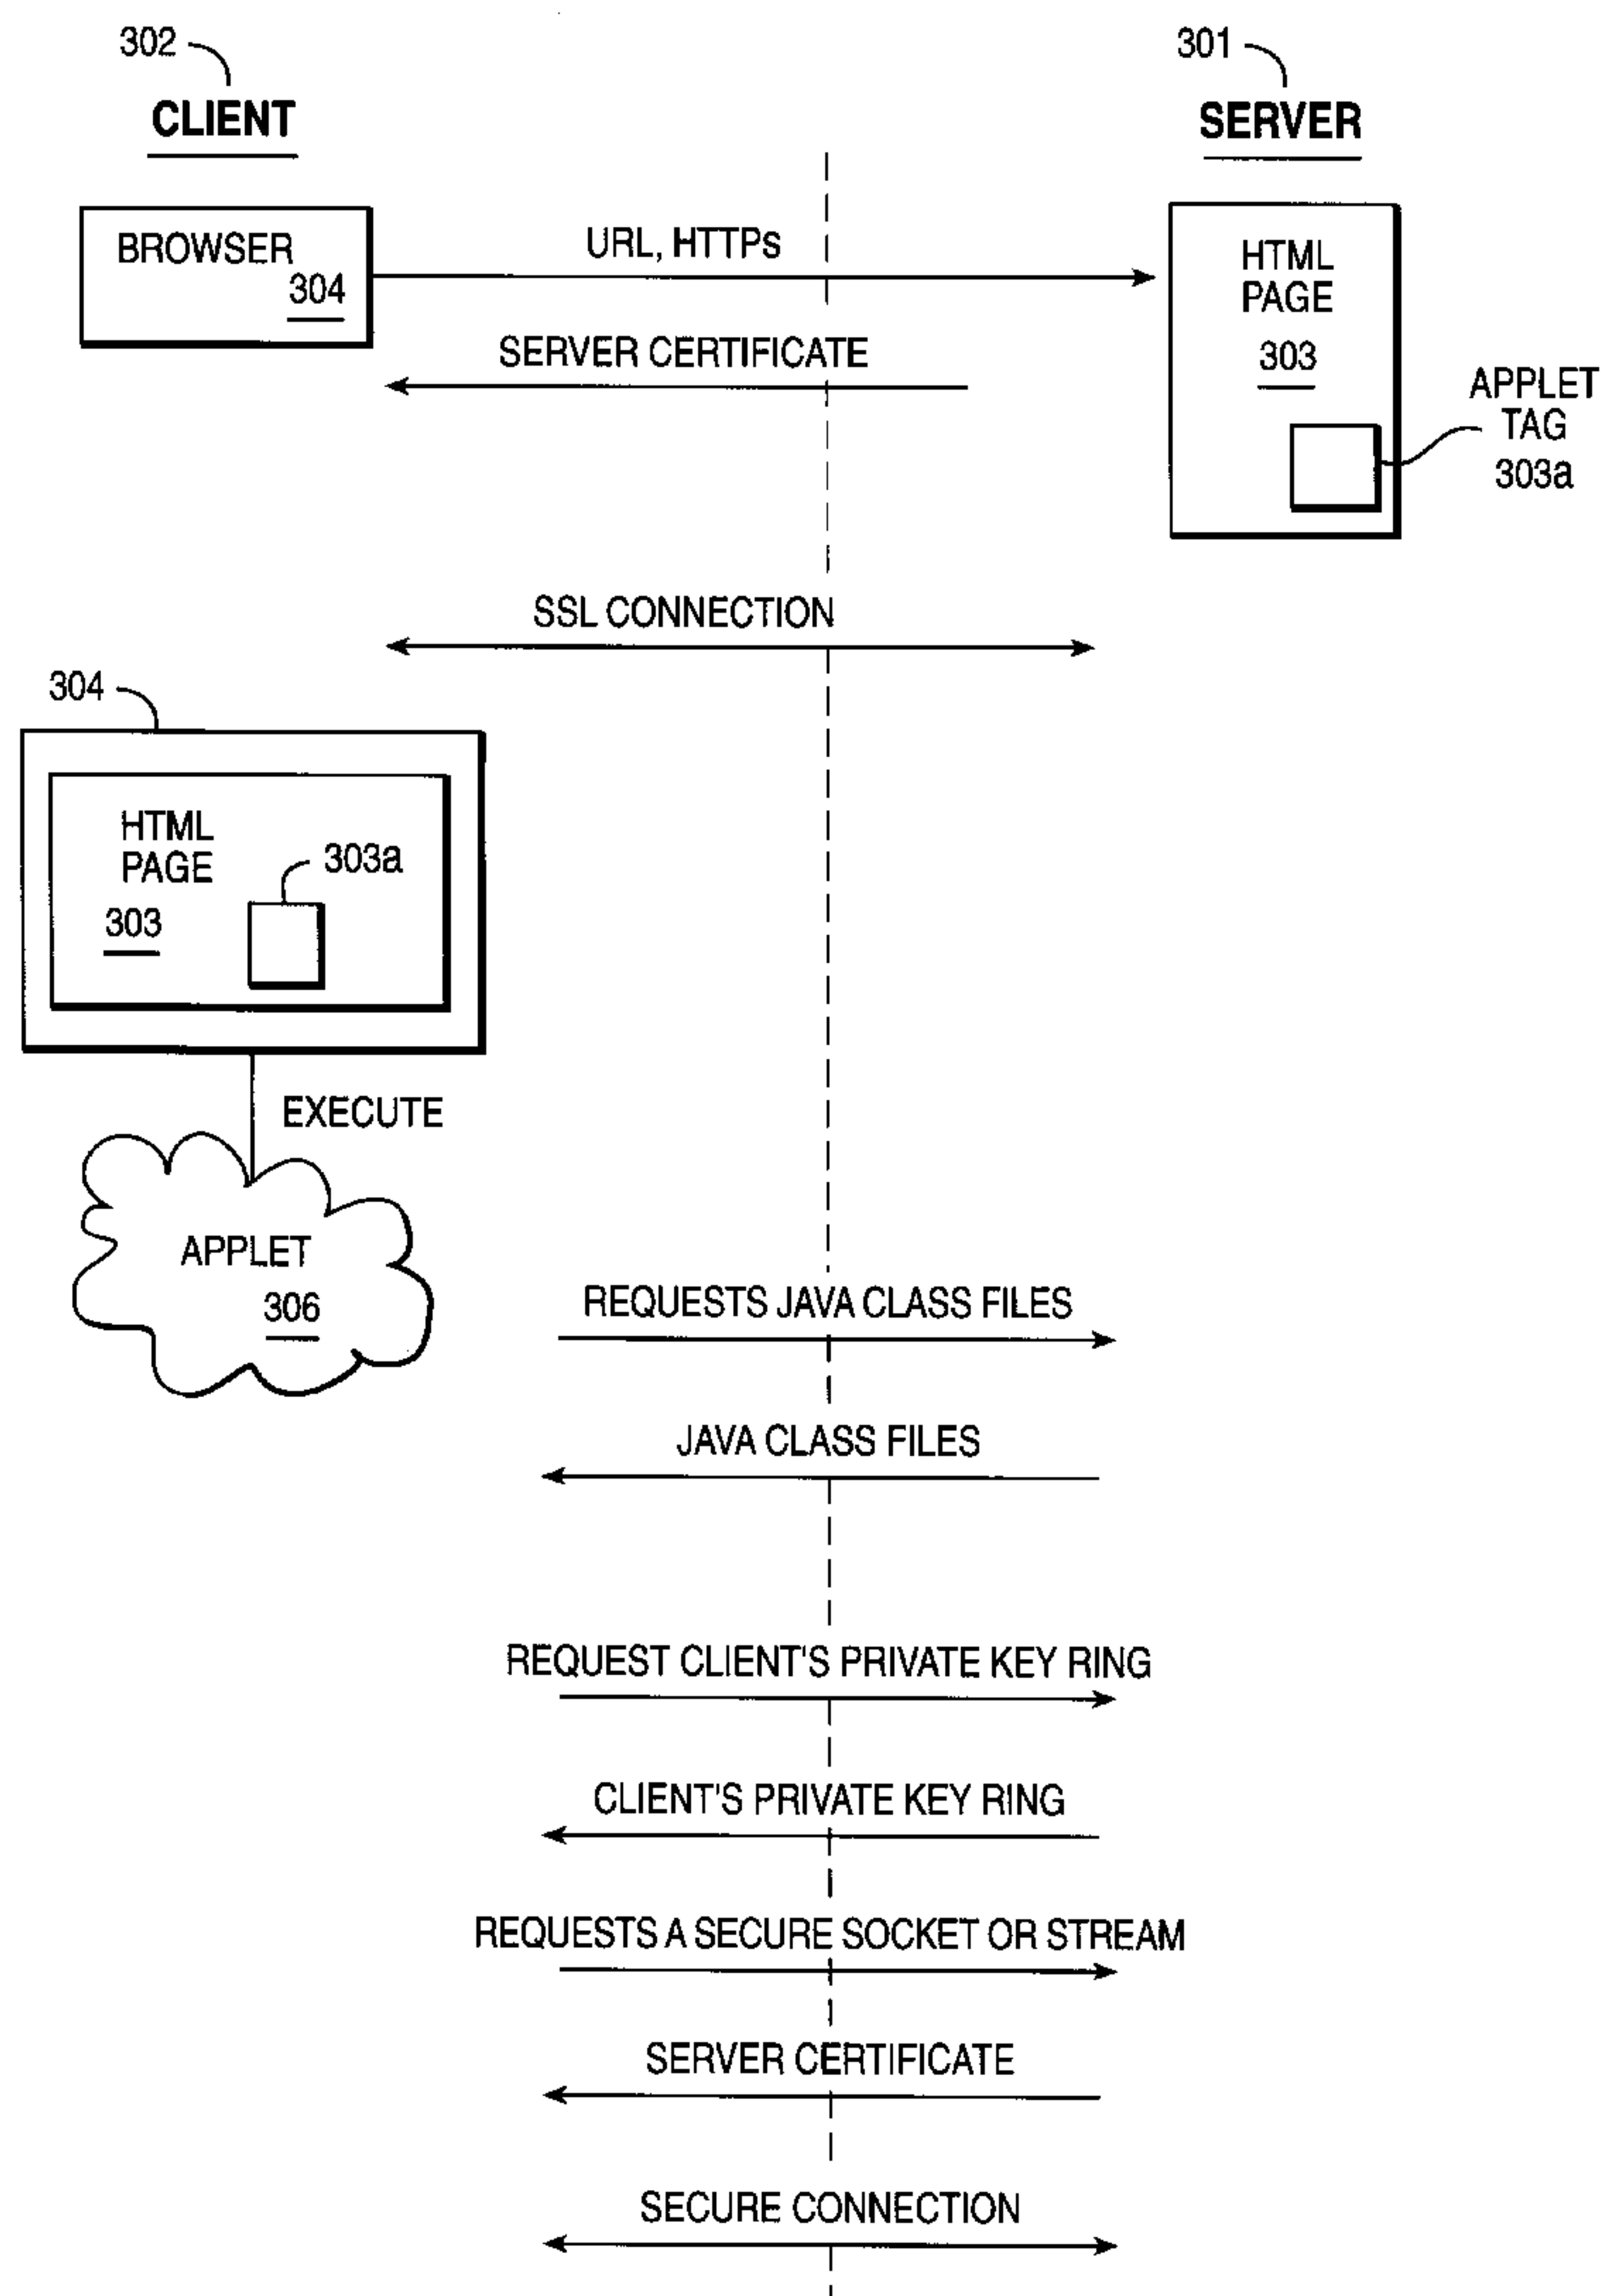 302
301
CLIENT
SERVER
BROWSER
304
URL, HTTPs
HTML
PAGE
303
SERVER CERTIFICATE
APPLET
TAG
303a
SSL CONNECTION
304
HTML
PAGE
303
303a
EXECUTE
APPLET
306
REQUESTS JAVA CLASS FILES
JAVA CLASS FILES
REQUEST CLIENT'S PRIVATE KEY RING
CLIENT'S PRIVATE KEY RING
REQUESTS A SECURE SOCKET OR STREAM
SERVER CERTIFICATE
SECURE CONNECTION